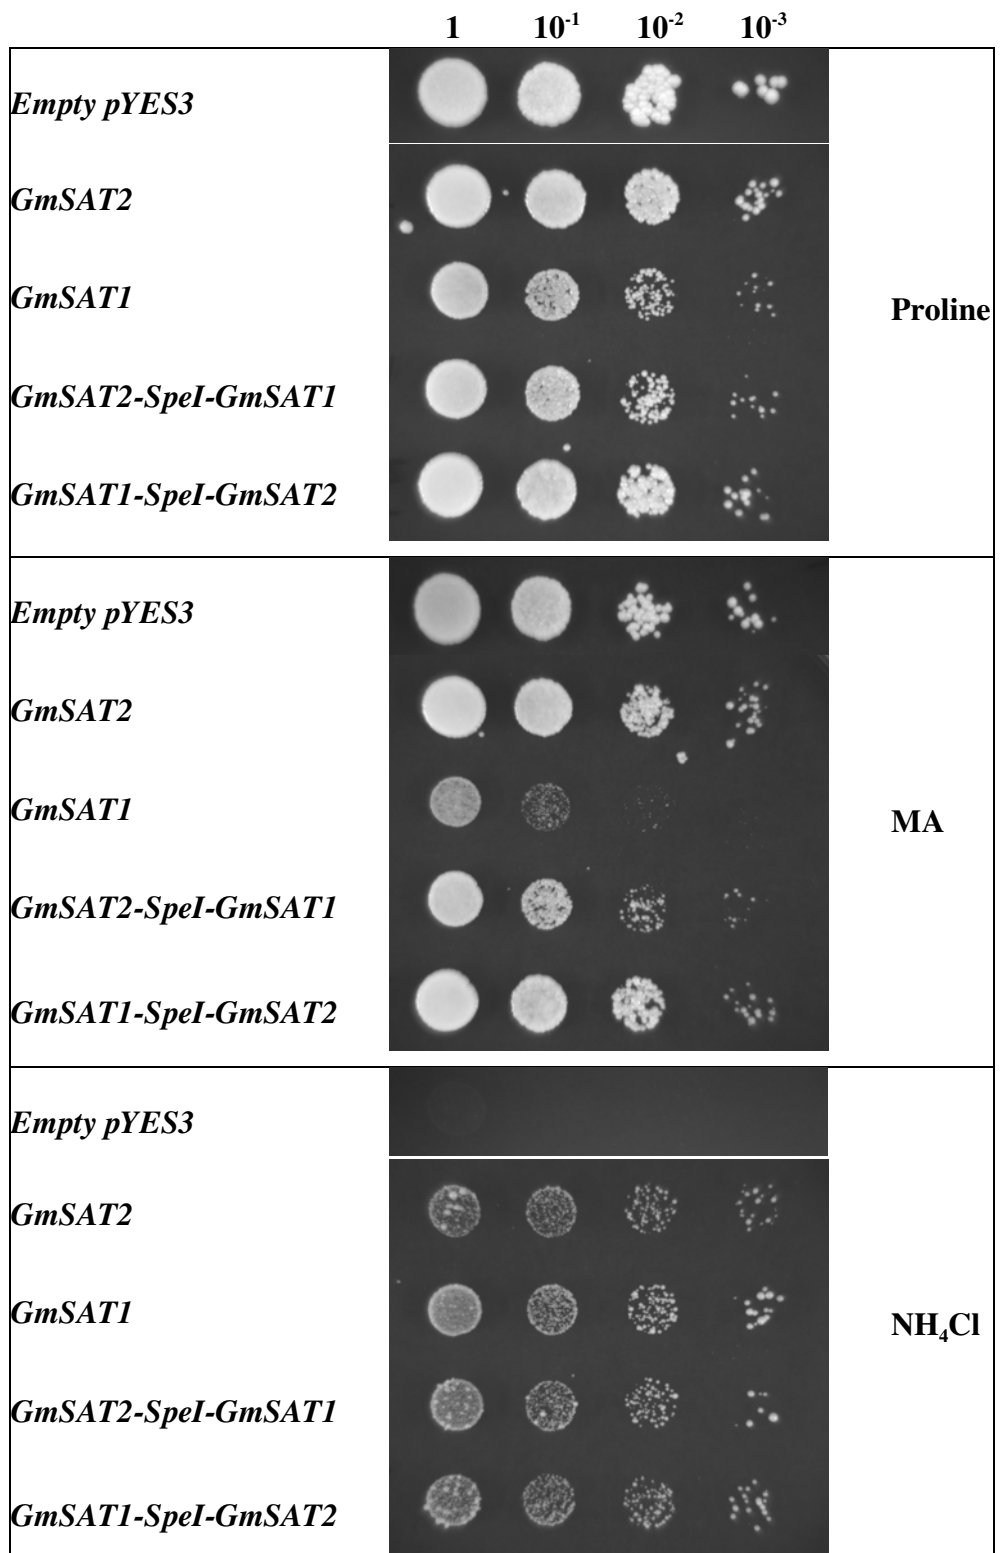 1 10⁻¹ 10⁻² 10⁻³
Empty pYES3
GmSAT2
GmSAT1
Proline
GmSAT2-SpeI-GmSAT1
GmSAT1-SpeI-GmSAT2
Empty pYES3
GmSAT2
GmSAT1
MA
GmSAT2-SpeI-GmSAT1
GmSAT1-SpeI-GmSAT2
Empty pYES3
GmSAT2
GmSAT1
NH₄Cl
GmSAT2-SpeI-GmSAT1
GmSAT1-SpeI-GmSAT2